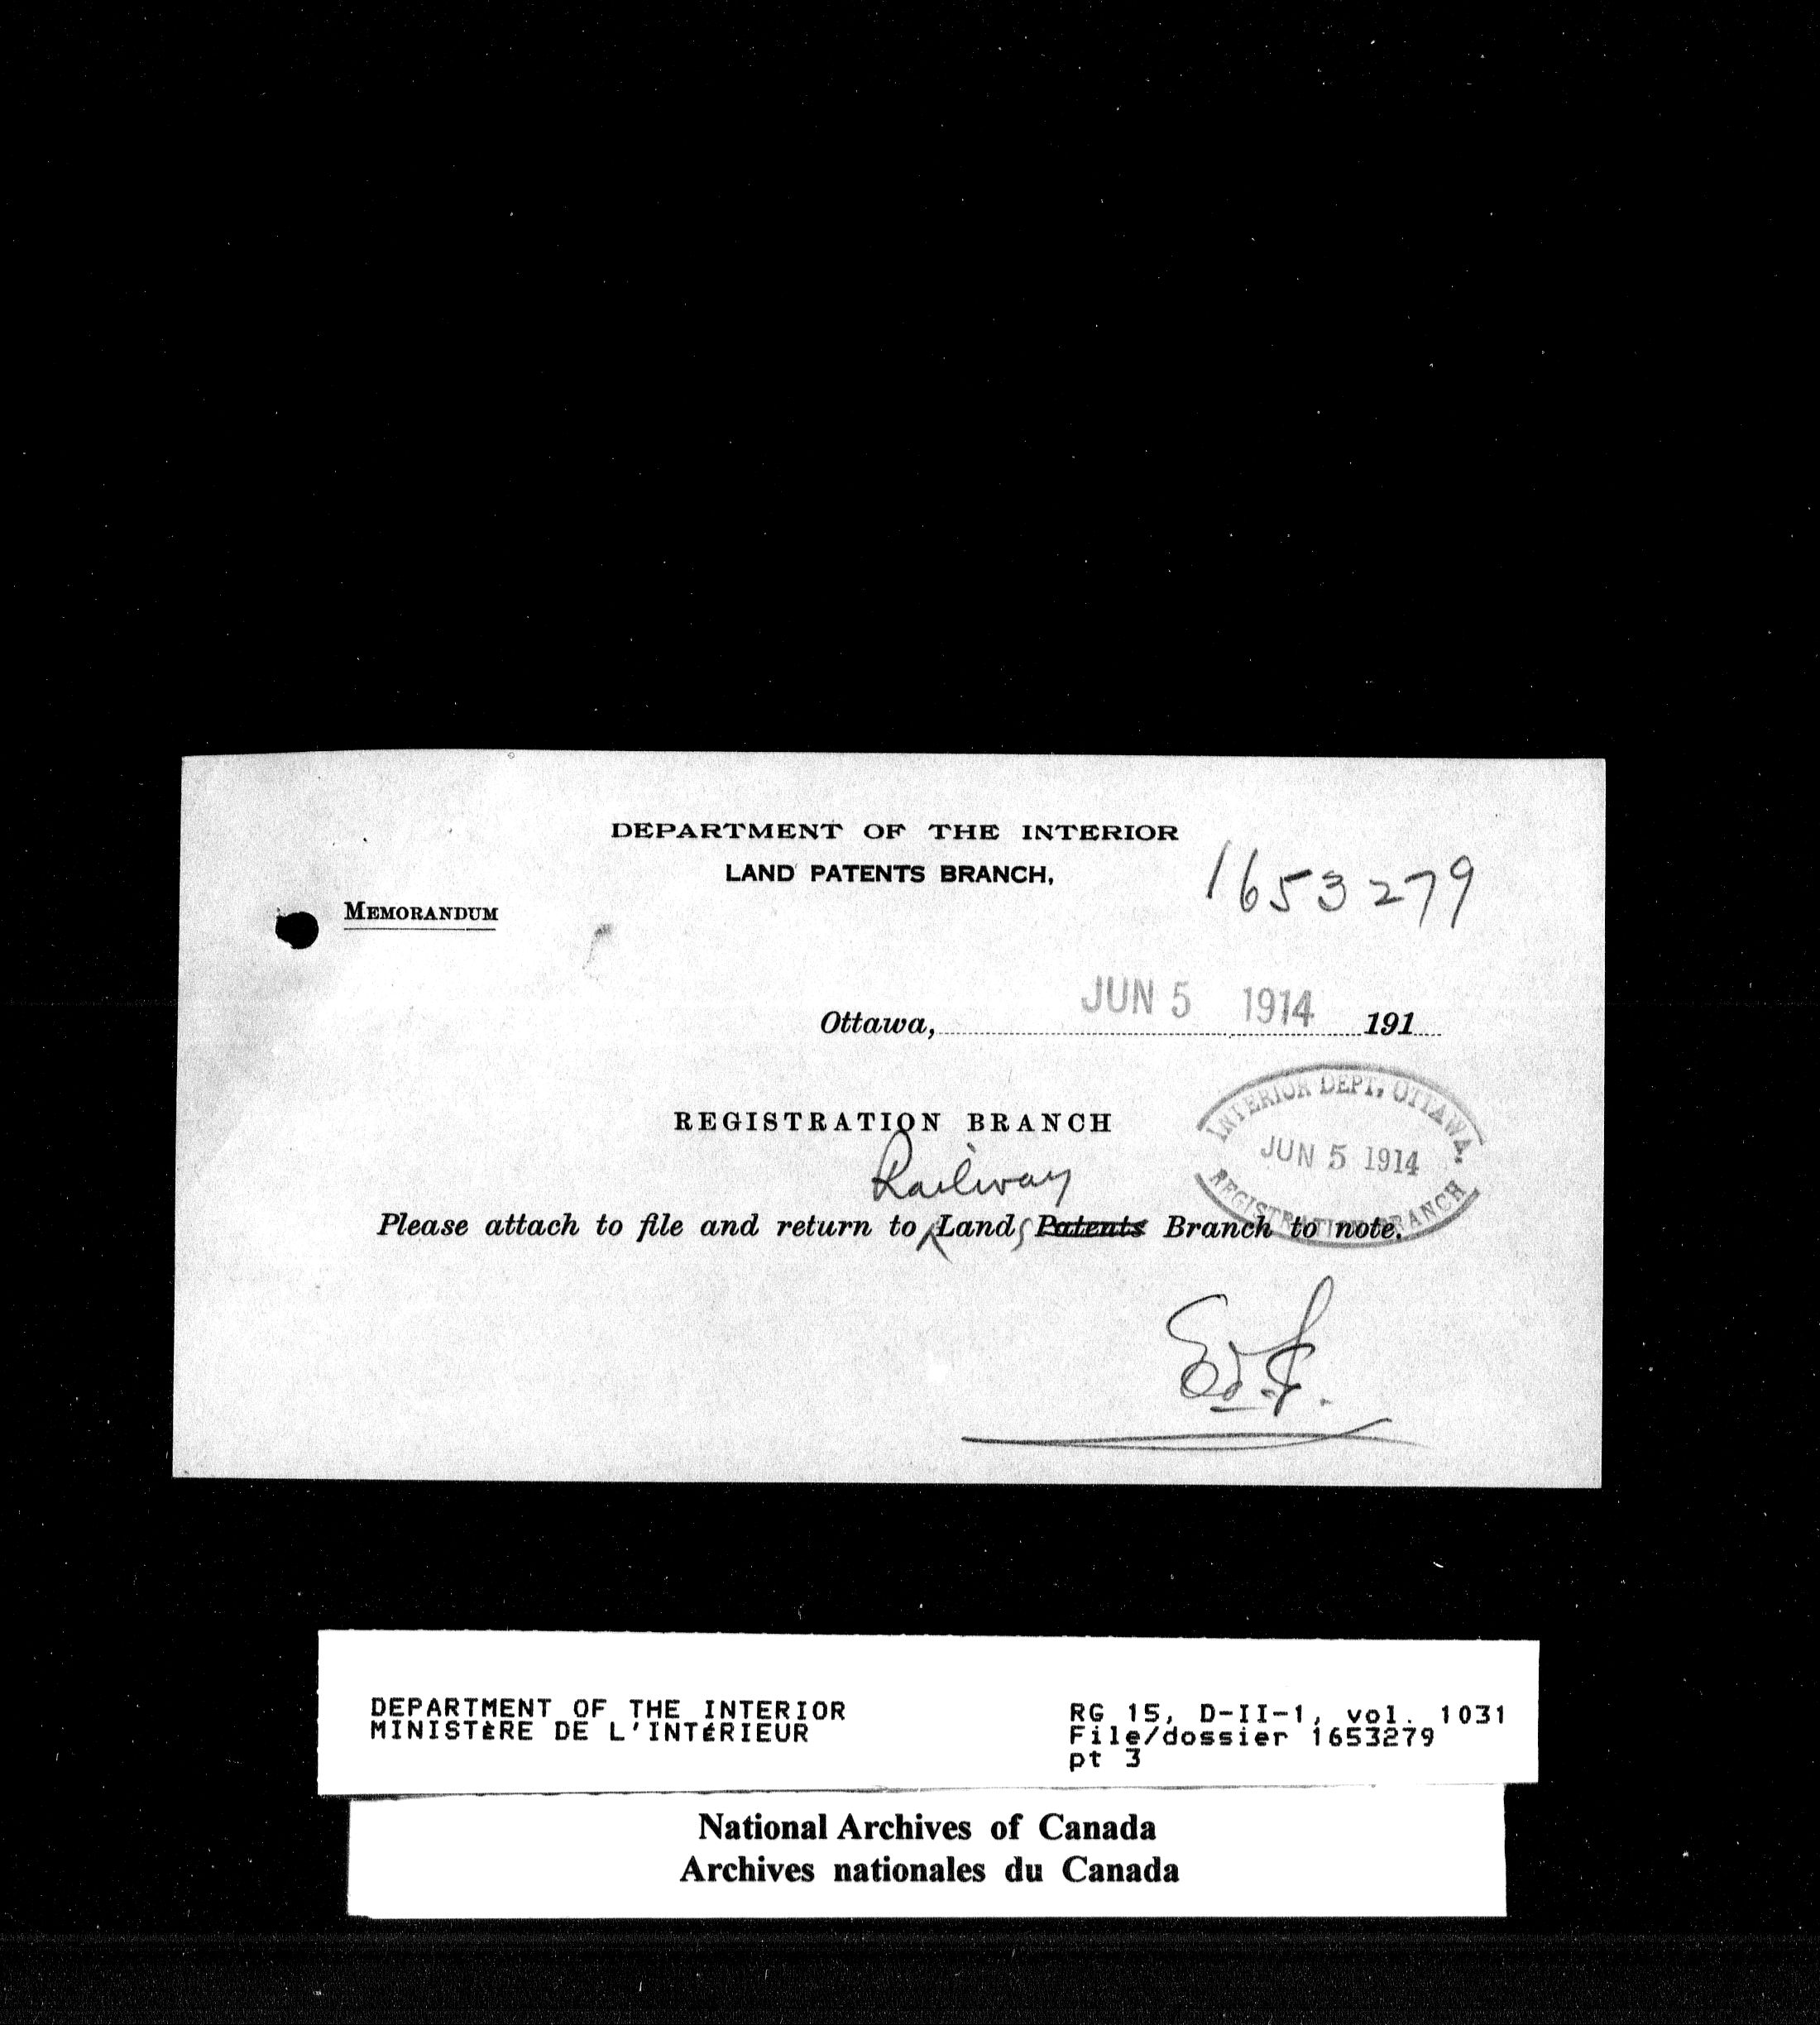 DEPARTMENT OF THE INTERIOR
LAND PATENTS BRANCH,
1653279
MEMORANDUM
Ottawa, JUN 5 1914 191
INTERIOR DEPT, OTTAWA.
JUN 5 1914
REGISTRATION BRANCH
REGISTRATION BRANCH
Railway
Please attach to file and return to Lands Patents Branch to note.
DEPARTMENT OF THE INTERIOR
MINISTÈRE DE L'INTÉRIEUR
RG 15, D-II-1, vol. 1031
File/dossier 1653279
pt 3
National Archives of Canada
Archives nationales du Canada